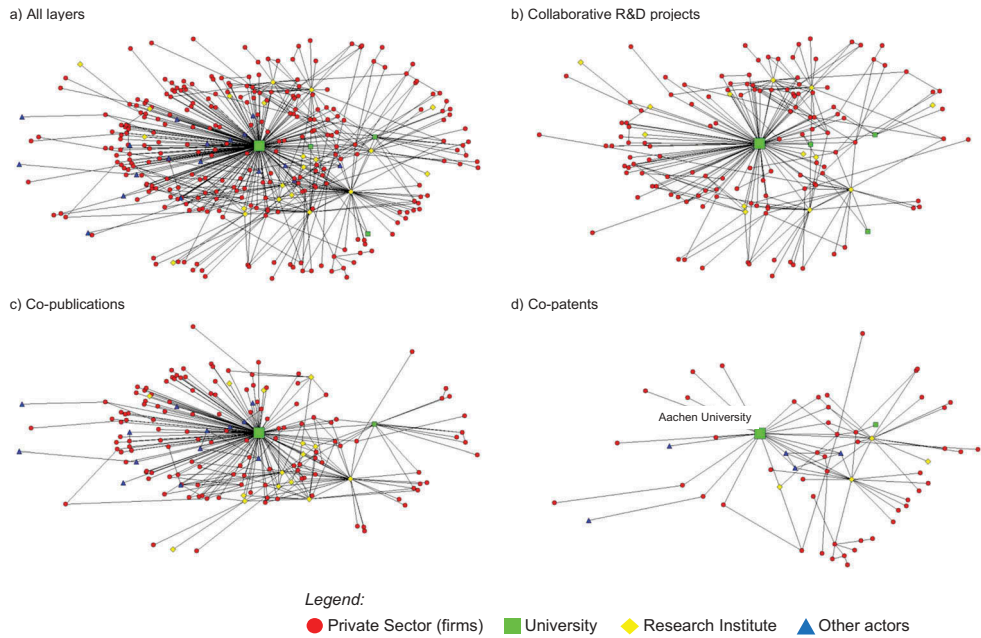 a) All layers
b) Collaborative R&D projects
c) Co-publications
d) Co-patents
Aachen University
Legend:
Private Sector (firms)
University
Research Institute
Other actors